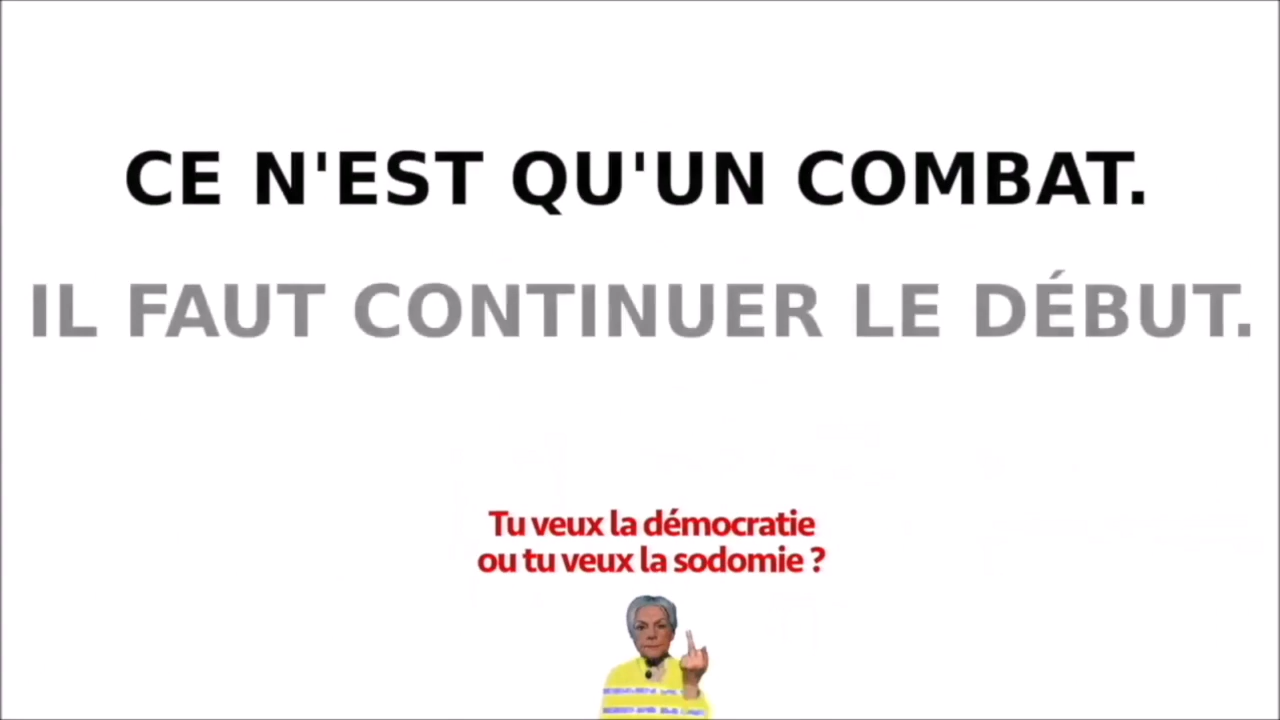 CE N'EST QU'UN COMBAT.
IL FAUT CONTINUER LE DÉBUT.
Tu veux la démocratie
ou tu veux la sodomie ?